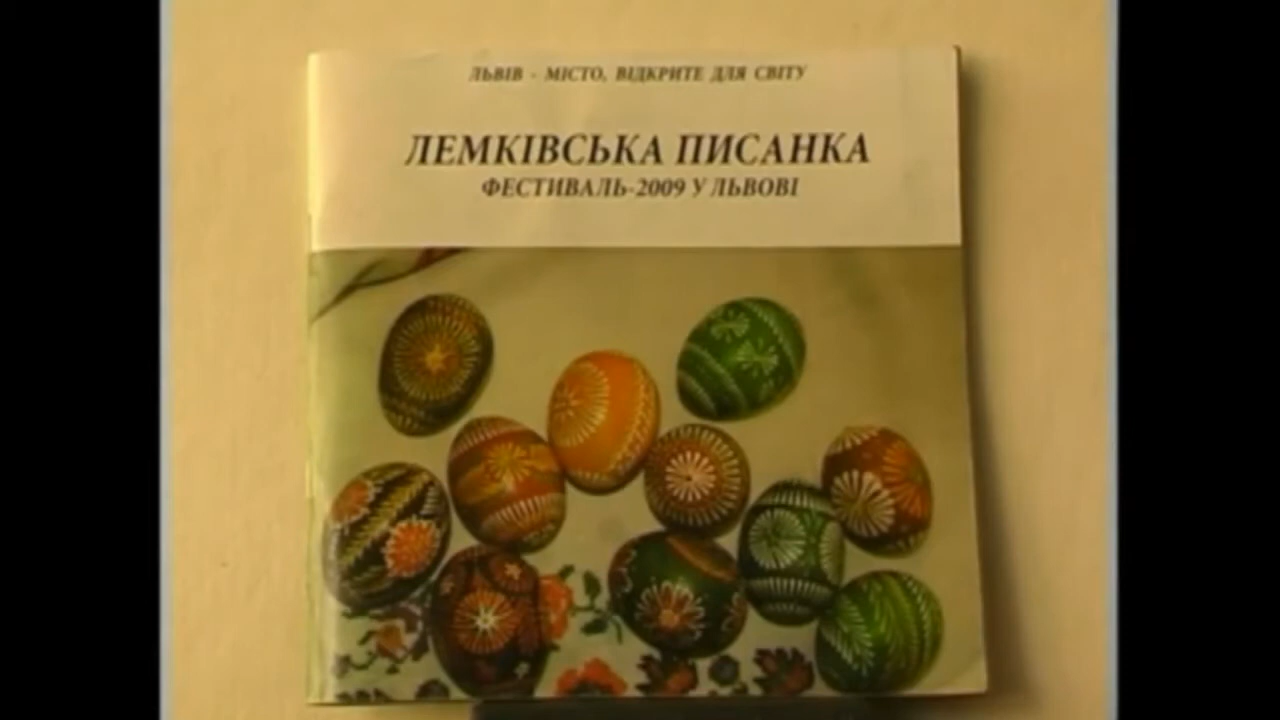 ЛЬВІВ - МІСТО, ВІДКРИТЕ ДЛЯ СВІТУ
ЛЕМКІВСЬКА ПИСАНКА
ФЕСТИВАЛЬ-2009 У ЛЬВОВІ